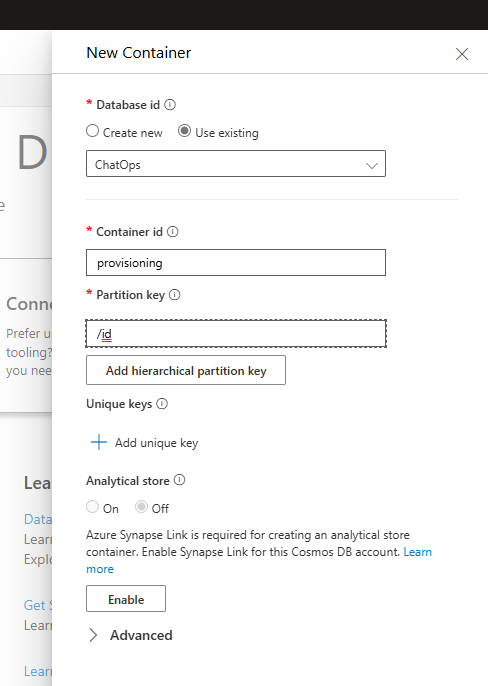 New Container
* Database id
Create new Use existing
ChatOps
* Container id
provisioning
* Partition key
/id
Add hierarchical partition key
Unique keys
Add unique key
Analytical store
On Off
Azure Synapse Link is required for creating an analytical store
container. Enable Synapse Link for this Cosmos DB account. Learn
more
Enable
Advanced
D
e
Conne
Prefer u
tooling?
you nee
Lea
Data
Learn
Explo
Get S
Learn
Learn